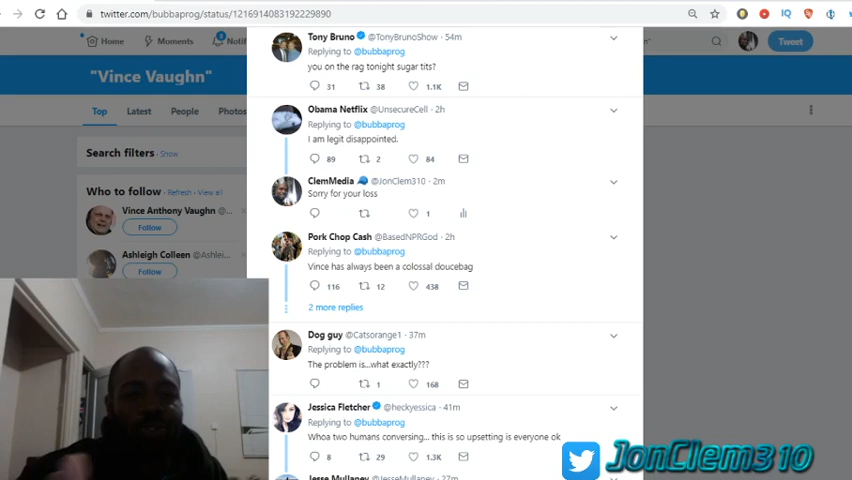 twitter.com/bubbaprog/status/1216914083192229890
Home
Moments
Notif
Tweet
"Vince Vaughn"
Top
Latest
People
Photos
Search filters · Show
Who to follow · Refresh · View all
Vince Anthony Vaughn @...
Follow
Ashleigh Colleen @Ashlei...
Follow
Tony Bruno @TonyBrunoShow · 54m
Replying to @bubbaprog
you on the rag tonight sugar tits?
31 38 1.1K
Obama Netflix @UnsecureCell · 2h
Replying to @bubbaprog
I am legit disappointed.
89 2 84
ClemMedia @JonClem310 · 2m
Sorry for your loss
1
Pork Chop Cash @BasedNPRGod · 2h
Replying to @bubbaprog
Vince has always been a colossal doucebag
116 12 438
2 more replies
Dog guy @Catsorange1 · 37m
Replying to @bubbaprog
The problem is...what exactly???
1 168
Jessica Fletcher @heckyessica · 41m
Replying to @bubbaprog
Whoa two humans conversing... this is so upsetting is everyone ok
8 29 1.3K
Jesse Mullaney @JesseMullaney · 27m
JonClem310